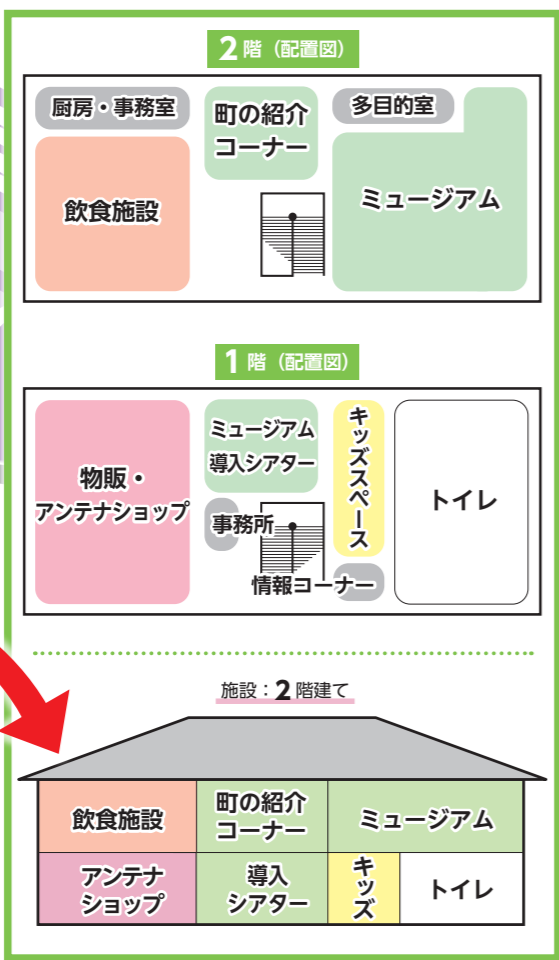 2階（配置図）
厨房・事務室
町の紹介
コーナー
多目的室
飲食施設
ミュージアム
1階（配置図）
物販・
アンテナショップ
ミュージアム
導入シアター
キッズスペース
トイレ
事務所
情報コーナー
施設：2階建て
飲食施設
町の紹介
コーナー
ミュージアム
アンテナ
ショップ
導入
シアター
キッズ
トイレ